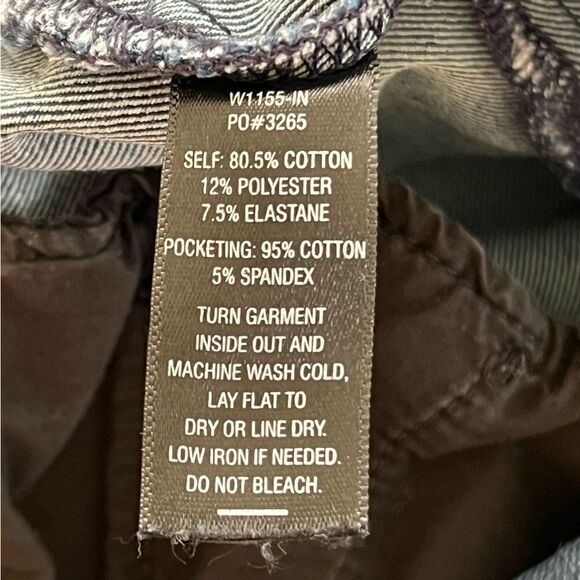 W1155-IN
PO#3265
SELF: 80.5% COTTON
12% POLYESTER
7.5% ELASTANE
POCKETING: 95% COTTON
5% SPANDEX
TURN GARMENT
INSIDE OUT AND
MACHINE WASH COLD,
LAY FLAT TO
DRY OR LINE DRY.
LOW IRON IF NEEDED.
DO NOT BLEACH.